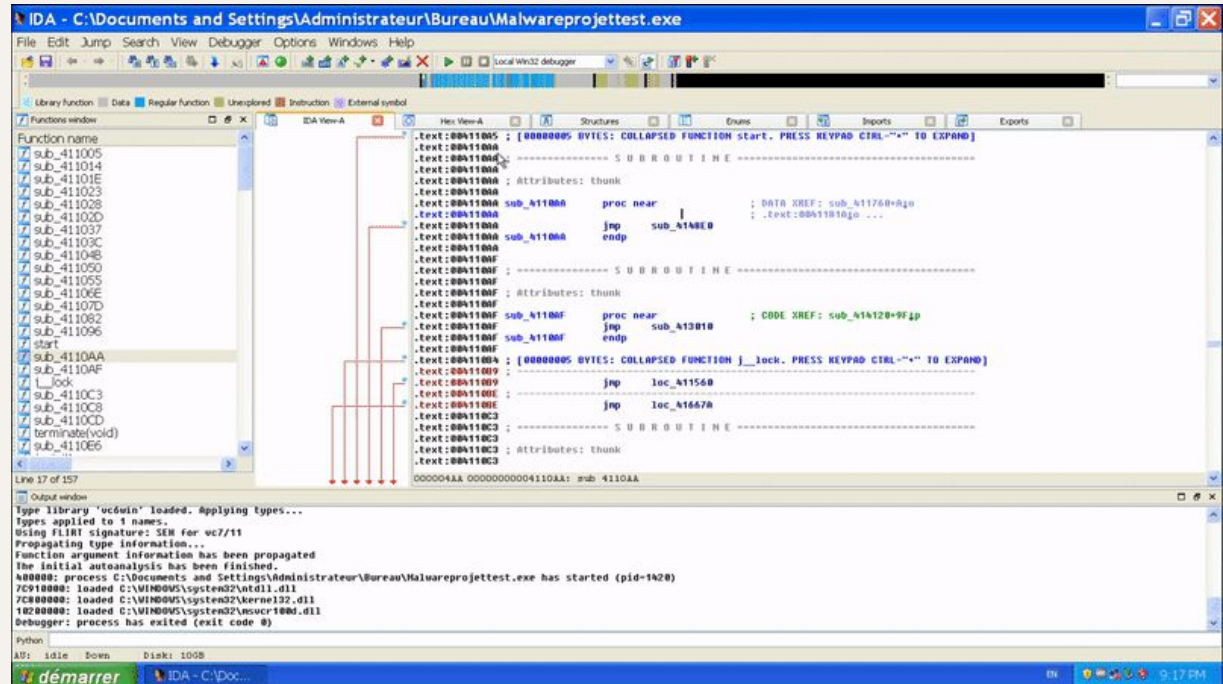 IDA - C:\Documents and Settings\Administrateur\Bureau\Malwareprojettest.exe
File Edit Jump Search View Debugger Options Windows Help
Local Win32 debugger
Library function Data Regular function Unexplored Instruction External symbol
Functions window
IDA View-A
Hex View-A
Structures
Enums
Imports
Exports
Function name
sub_411005
sub_411014
sub_41101E
sub_411023
sub_411028
sub_41102D
sub_411037
sub_41103C
sub_41104B
sub_411050
sub_411055
sub_41106E
sub_41107D
sub_411082
sub_411096
start
sub_4110AA
sub_4110AF
j__lock
sub_4110C3
sub_4110C8
sub_4110CD
terminate(void)
sub_4110E6
Line 17 of 157
.text:004110A5 ; [00000005 BYTES: COLLAPSED FUNCTION start. PRESS KEYPAD CTRL-"+" TO EXPAND]
.text:004110AA
.text:004110AA ; --------------- S U B R O U T I N E ---------------------------------------
.text:004110AA
.text:004110AA ; Attributes: thunk
.text:004110AA
.text:004110AA sub_4110AA proc near ; DATA XREF: sub_411760+A↓o
.text:004110AA ; .text:0041181A↓o ...
.text:004110AA jmp sub_4148E0
.text:004110AA sub_4110AA endp
.text:004110AA
.text:004110AF
.text:004110AF ; --------------- S U B R O U T I N E ---------------------------------------
.text:004110AF
.text:004110AF ; Attributes: thunk
.text:004110AF
.text:004110AF sub_4110AF proc near ; CODE XREF: sub_414120+9F↓p
.text:004110AF jmp sub_413010
.text:004110AF sub_4110AF endp
.text:004110AF
.text:004110B4 ; [00000005 BYTES: COLLAPSED FUNCTION j__lock. PRESS KEYPAD CTRL-"+" TO EXPAND]
.text:004110B9 ; ---------------------------------------------------------------------------
.text:004110B9 jmp loc_411560
.text:004110BE ; ---------------------------------------------------------------------------
.text:004110BE jmp loc_41667A
.text:004110C3
.text:004110C3 ; --------------- S U B R O U T I N E ---------------------------------------
.text:004110C3
.text:004110C3 ; Attributes: thunk
.text:004110C3
000004AA 00000000004110AA: sub_4110AA
Output window
Type library 'vc6win' loaded. Applying types...
Types applied to 1 names.
Using FLIRT signature: SEH for vc7/11
Propagating type information...
Function argument information has been propagated
The initial autoanalysis has been finished.
400000: process C:\Documents and Settings\Administrateur\Bureau\Malwareprojettest.exe has started (pid=1420)
7C910000: loaded C:\WINDOWS\system32\ntdll.dll
7C800000: loaded C:\WINDOWS\system32\kernel32.dll
10200000: loaded C:\WINDOWS\system32\msvcr100d.dll
Debugger: process has exited (exit code 0)
Python
AU: idle Down Disk: 10GB
démarrer
IDA - C:\Doc...
EN
9:17 PM